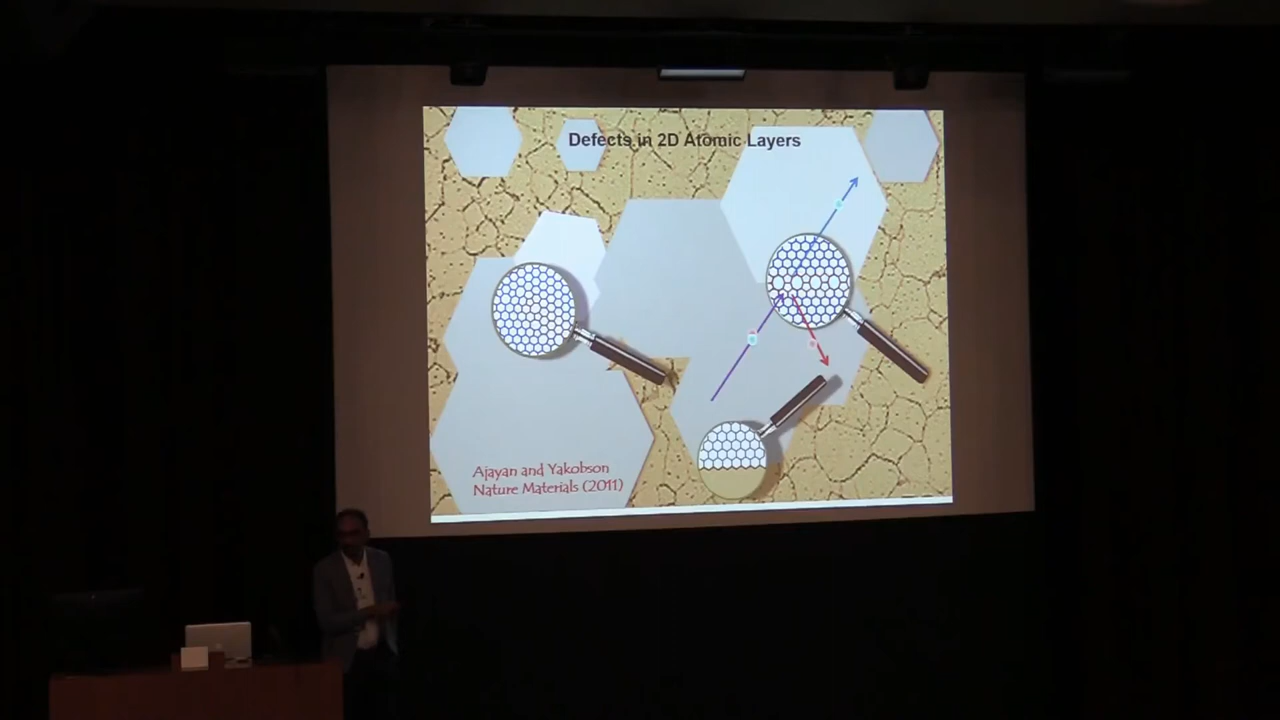 Defects in 2D Atomic Layers
Ajayan and Yakobson
Nature Materials (2011)